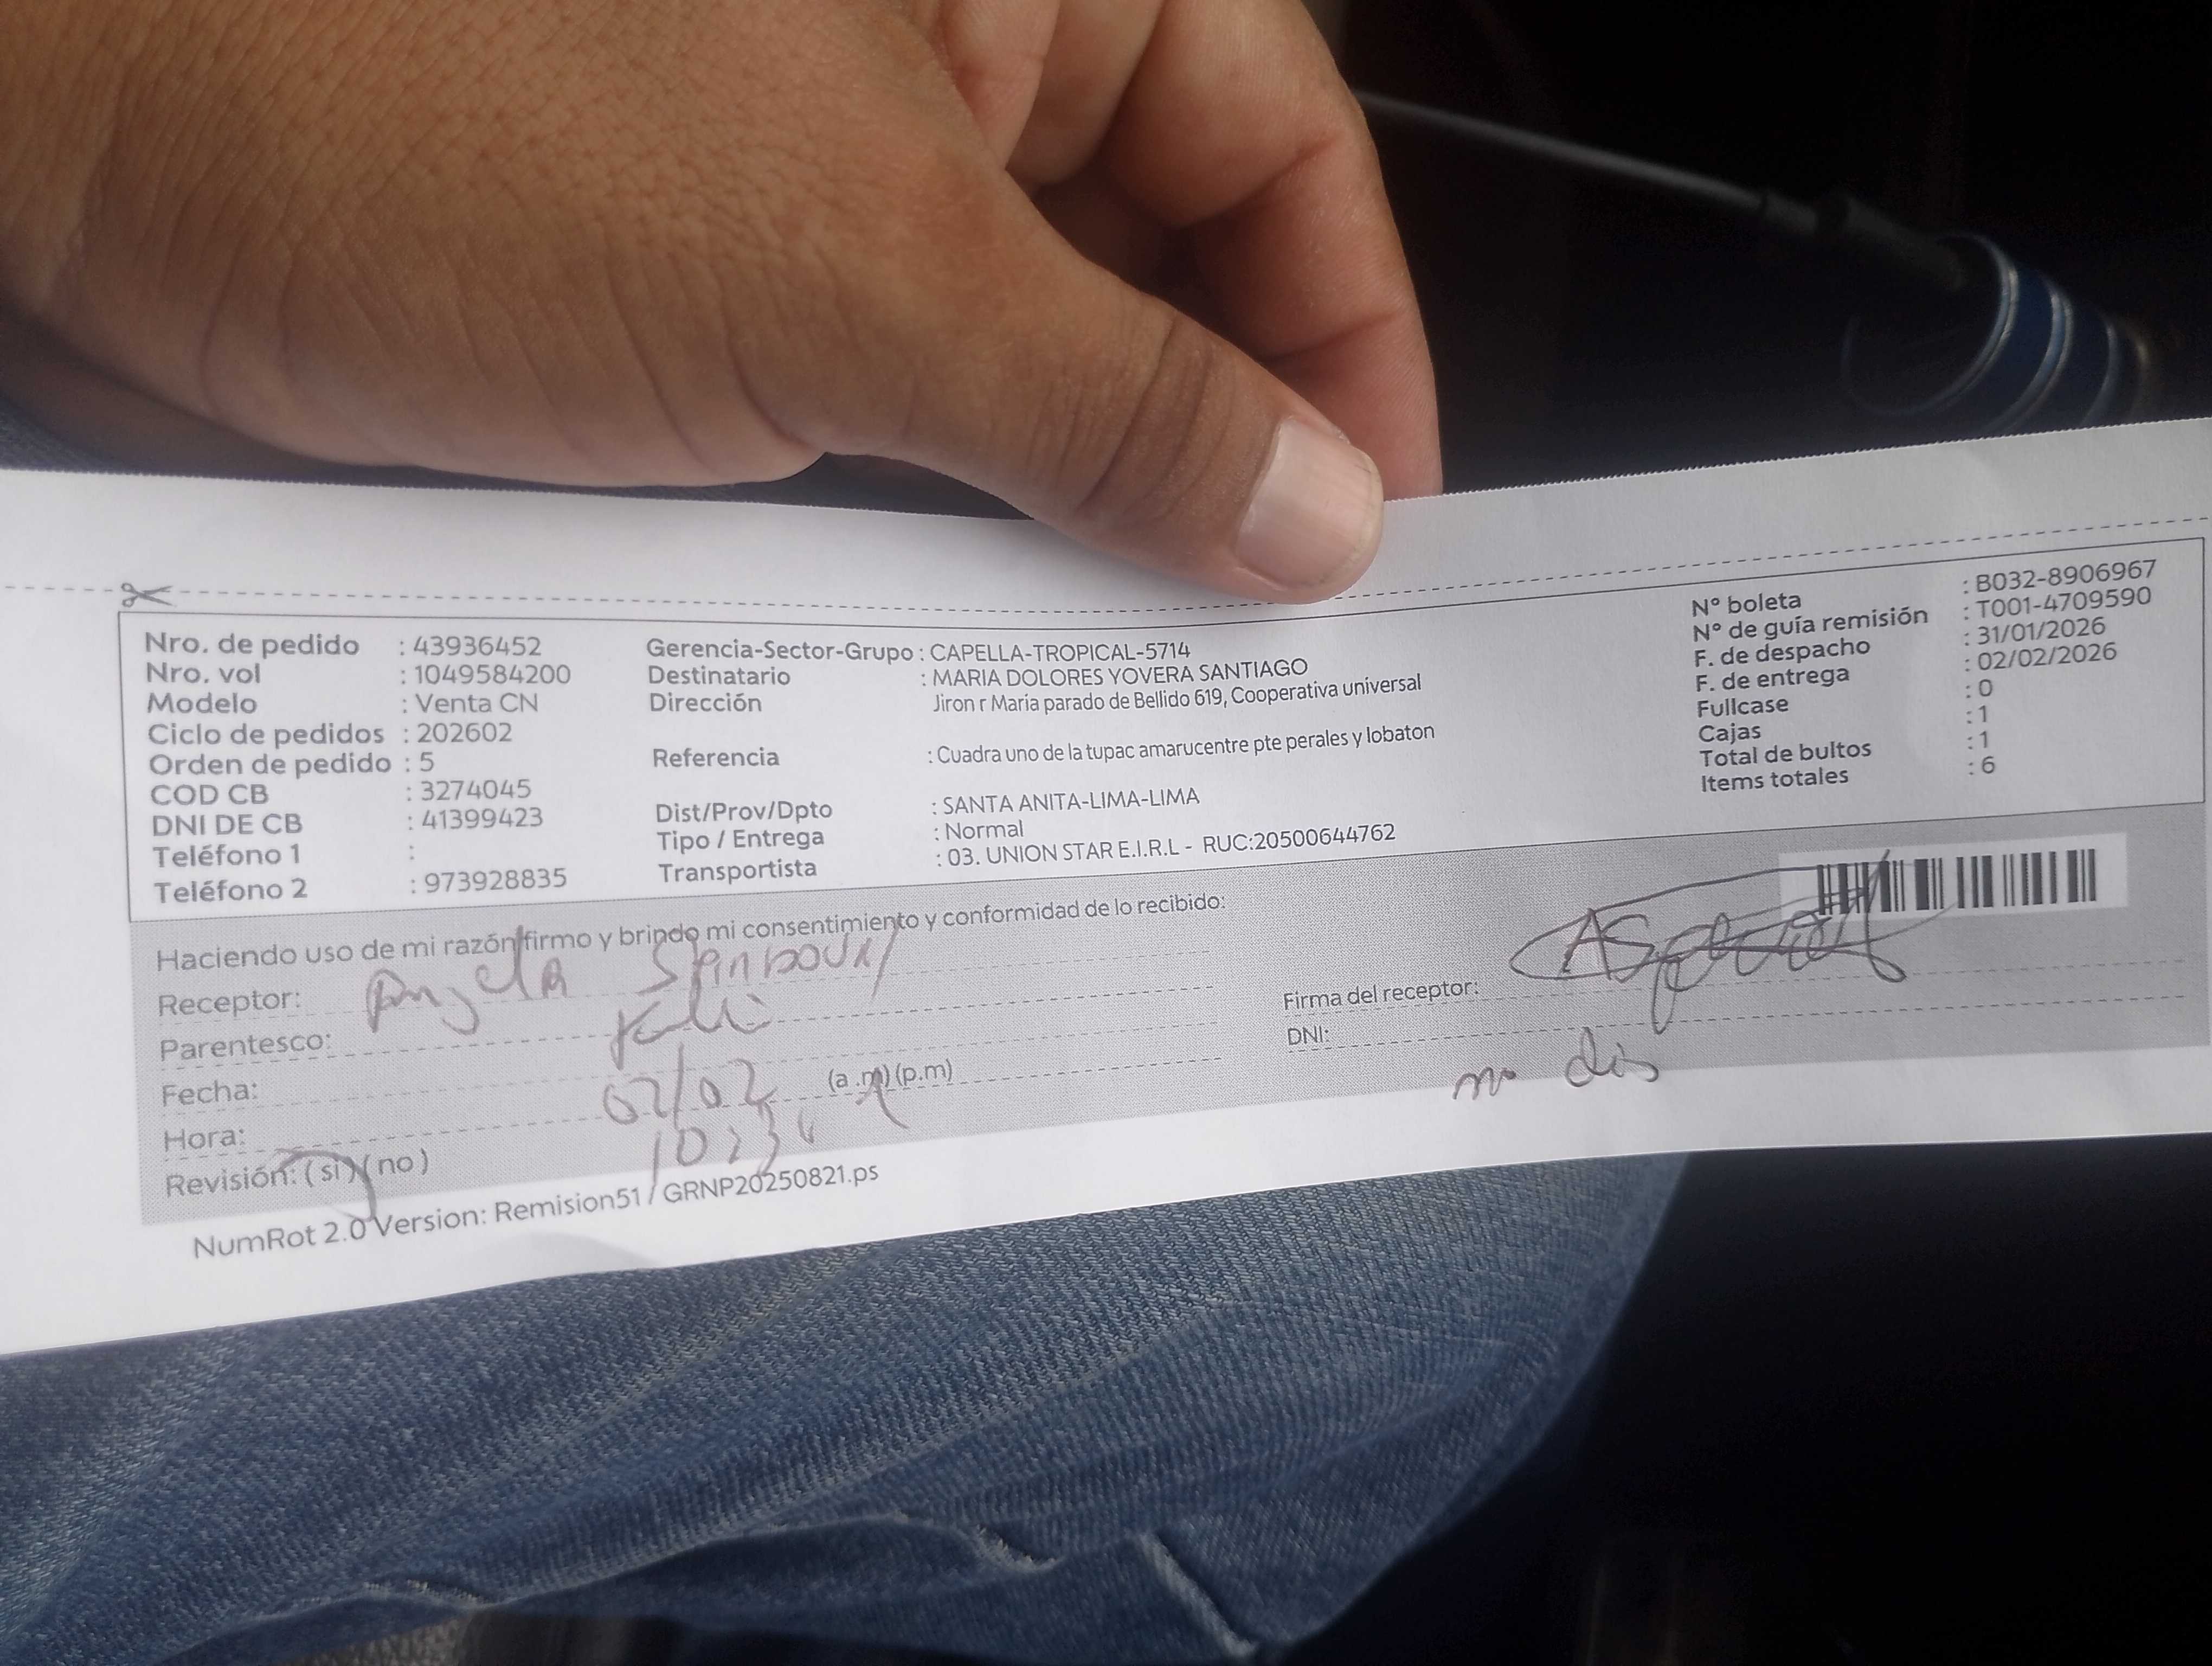 Nro. de pedido : 43936452
Nro. vol : 1049584200
Modelo : Venta CN
Ciclo de pedidos : 202602
Orden de pedido : 5
COD CB : 3274045
DNI DE CB : 41399423
Teléfono 1 :
Teléfono 2 : 973928835
Gerencia-Sector-Grupo : CAPELLA-TROPICAL-5714
Destinatario : MARIA DOLORES YOVERA SANTIAGO
Dirección Jiron r María parado de Bellido 619, Cooperativa universal
Referencia : Cuadra uno de la tupac amarucentre pte perales y lobaton
Dist/Prov/Dpto : SANTA ANITA-LIMA-LIMA
Tipo / Entrega : Normal
Transportista : 03. UNION STAR E.I.R.L - RUC:20500644762
N° boleta : B032-8906967
N° de guía remisión : T001-4709590
F. de despacho : 31/01/2026
F. de entrega : 02/02/2026
Fullcase : 0
Cajas : 1
Total de bultos : 1
Items totales : 6
Haciendo uso de mi razón firmo y brindo mi consentimiento y conformidad de lo recibido:
Receptor: Angela
Parentesco:
Fecha: 02/02
Hora: (a .m) (p.m)
Revisión: ( si ) ( no )
Firma del receptor:
DNI: no
NumRot 2.0 Version: Remision51 / GRNP20250821.ps